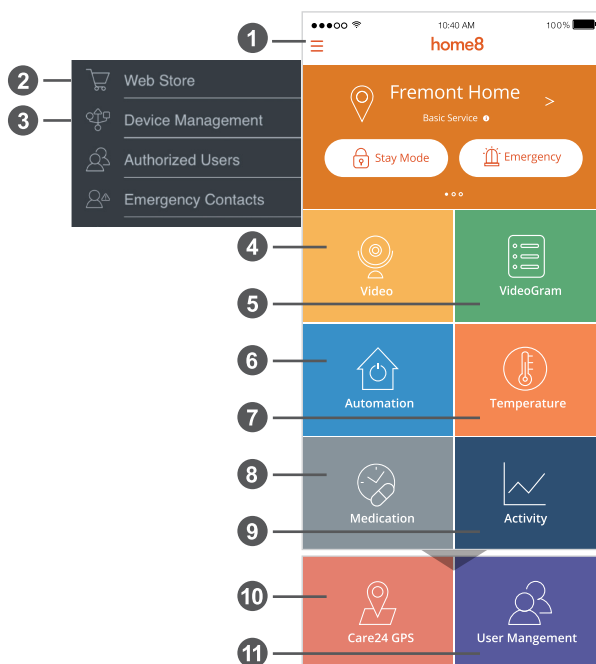 10:40 AM
100%
1
home8
2
Web Store
3
Device Management
Authorized Users
Emergency Contacts
Fremont Home
>
Basic Service
Stay Mode
Emergency
4
Video
5
VideoGram
6
Automation
7
Temperature
8
Medication
9
Activity
10
Care24 GPS
11
User Mangement